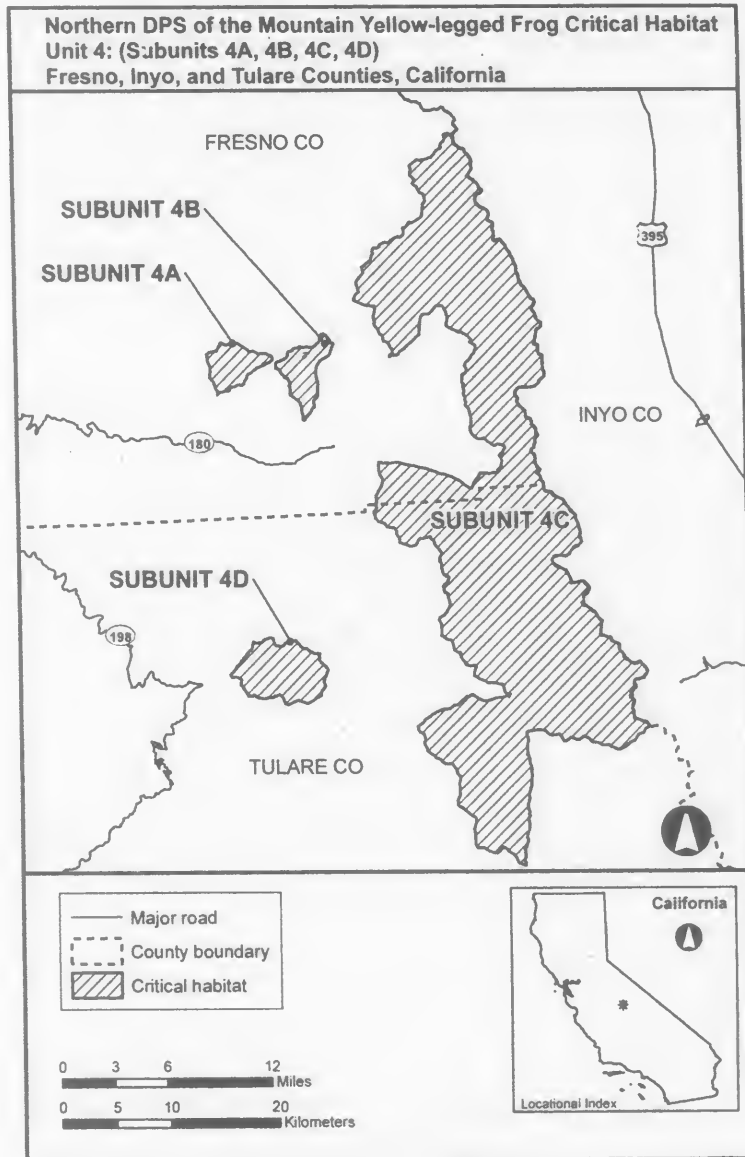 Northern DPS of the Mountain Yellow-legged Frog Critical Habitat
Unit 4: (Subunits 4A, 4B, 4C, 4D)
Fresno, Inyo, and Tulare Counties, California
FRESNO CO
SUBUNIT 4B
395
SUBUNIT 4A
INYO CO
180
SUBUNIT 4C
SUBUNIT 4D
198
TULARE CO
Major road
County boundary
Critical habitat
0 3 6 12
Miles
0 5 10 20
Kilometers
California
Locational Index